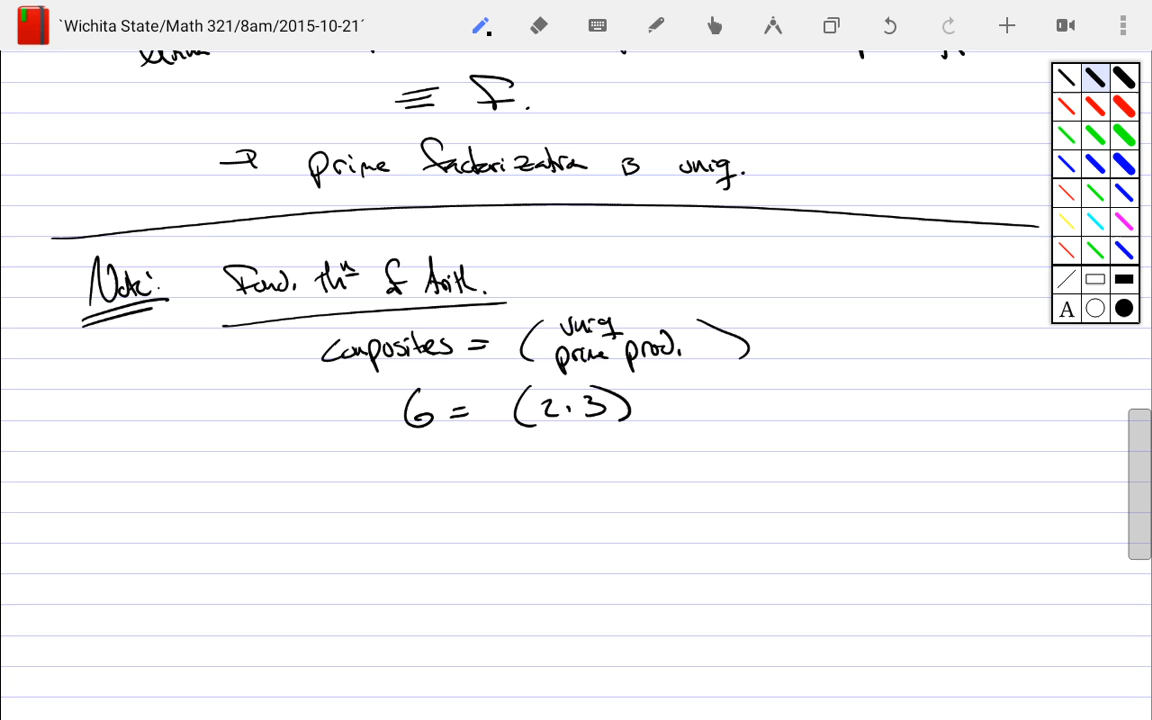 `Wichita State/Math 321/8am/2015-10-21´
≡ F.
→ prime factorization is uniq.
Note: Fund. thm of Arith.
composites = (uniq prime prod.)
6 = (2·3)
A